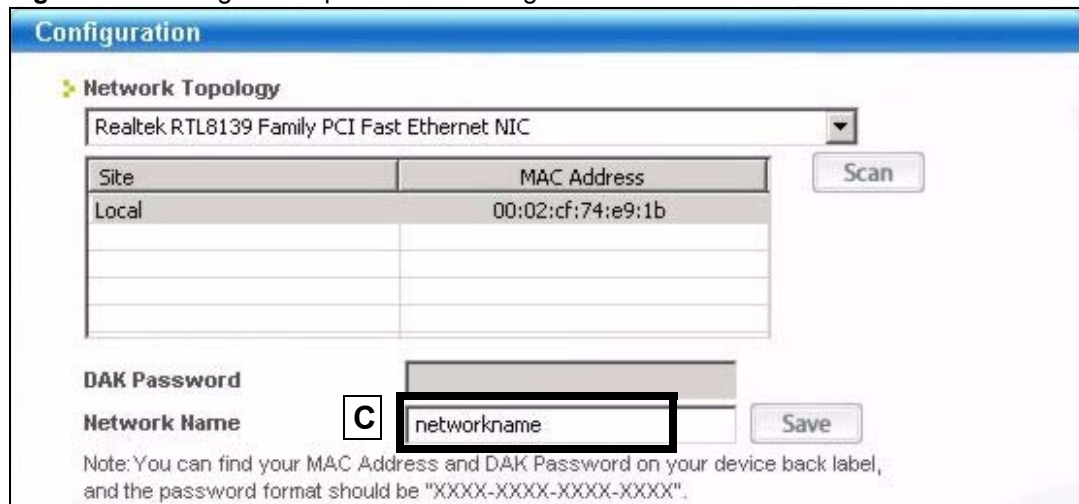 Configuration
Network Topology
Realtek RTL8139 Family PCI Fast Ethernet NIC
Scan
Site MAC Address
Local 00:02:cf:74:e9:1b
DAK Password
Network Name C networkname Save
Note:You can find your MAC Address and DAK Password on your device back label,
and the password format should be "XXXX-XXXX-XXXX-XXXX".